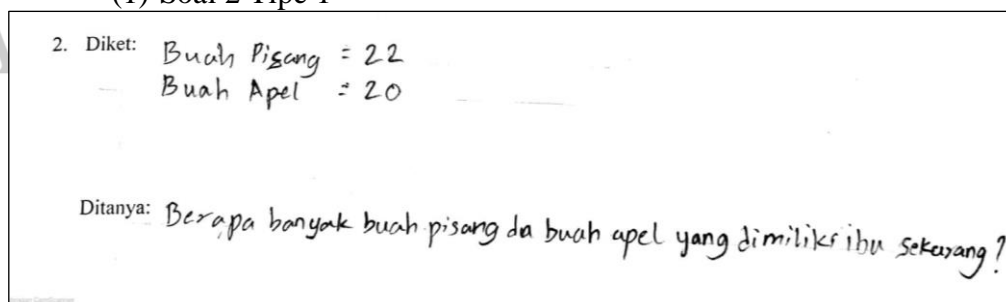 (1) Soal 2 Tipe 1
2. Diket: Buah Pisang = 22
Buah Apel = 20
Ditanya: Berapa banyak buah pisang da buah apel yang dimiliki ibu sekarang?